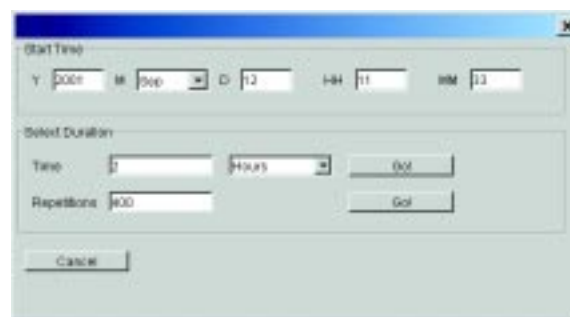 Start Time
Y 2001 M Sep D 12 HH 11 MM 33
Select Duration
Time 2 Hours Go!
Repetitions 400 Go!
Cancel